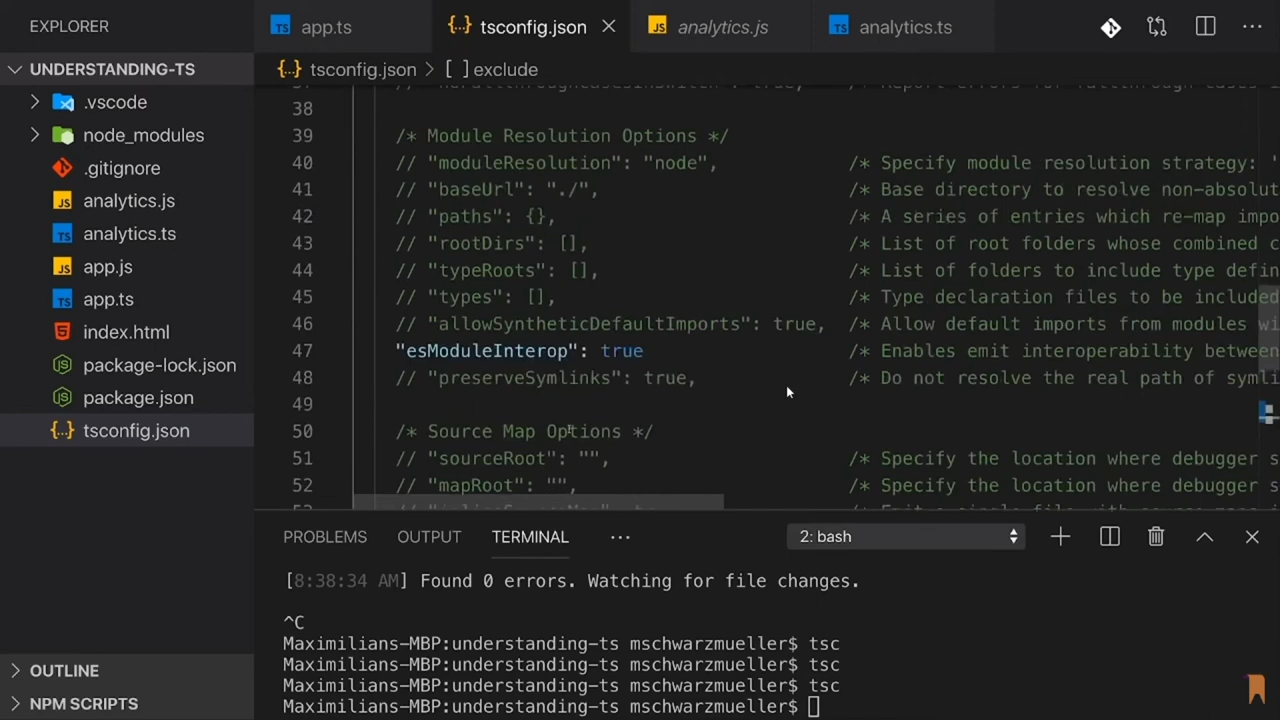 EXPLORER
UNDERSTANDING-TS
.vscode
node_modules
.gitignore
analytics.js
analytics.ts
app.js
app.ts
index.html
package-lock.json
package.json
tsconfig.json
OUTLINE
NPM SCRIPTS
TS app.ts {..} tsconfig.json JS analytics.js TS analytics.ts
{..} tsconfig.json > [ ] exclude
38
39 /* Module Resolution Options */
40 // "moduleResolution": "node", /* Specify module resolution strategy: '
41 // "baseUrl": "./", /* Base directory to resolve non-absolut
42 // "paths": {}, /* A series of entries which re-map impo
43 // "rootDirs": [], /* List of root folders whose combined c
44 // "typeRoots": [], /* List of folders to include type defin
45 // "types": [], /* Type declaration files to be included
46 // "allowSyntheticDefaultImports": true, /* Allow default imports from modules wi
47 "esModuleInterop": true /* Enables emit interoperability between
48 // "preserveSymlinks": true, /* Do not resolve the real path of symli
49
50 /* Source Map Options */
51 // "sourceRoot": "", /* Specify the location where debugger s
52 // "mapRoot": "", /* Specify the location where debugger s
PROBLEMS OUTPUT TERMINAL ... 2: bash
[8:38:34 AM] Found 0 errors. Watching for file changes.
^C
Maximilians-MBP:understanding-ts mschwarzmueller$ tsc
Maximilians-MBP:understanding-ts mschwarzmueller$ tsc
Maximilians-MBP:understanding-ts mschwarzmueller$ tsc
Maximilians-MBP:understanding-ts mschwarzmueller$